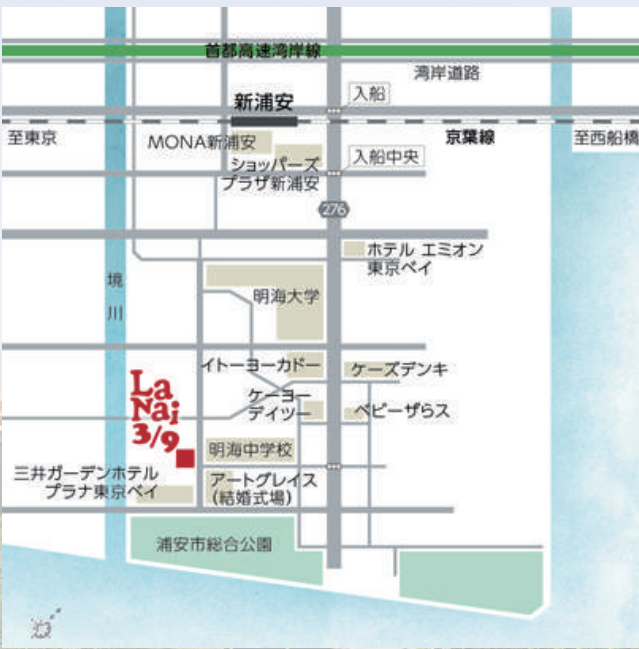 首都高速湾岸線
湾岸道路
新浦安
入船
至東京
MONA新浦安
京葉線
至西船橋
ショッパーズ
プラザ新浦安
入船中央
276
ホテル エミオン
東京ベイ
境
川
明海大学
イトーヨーカドー
ケーズデンキ
La
Nai
3/9
ケーヨー
デイツー
ベビーザらス
明海中学校
三井ガーデンホテル
プラナ東京ベイ
アートグレイス
(結婚式場)
浦安市総合公園